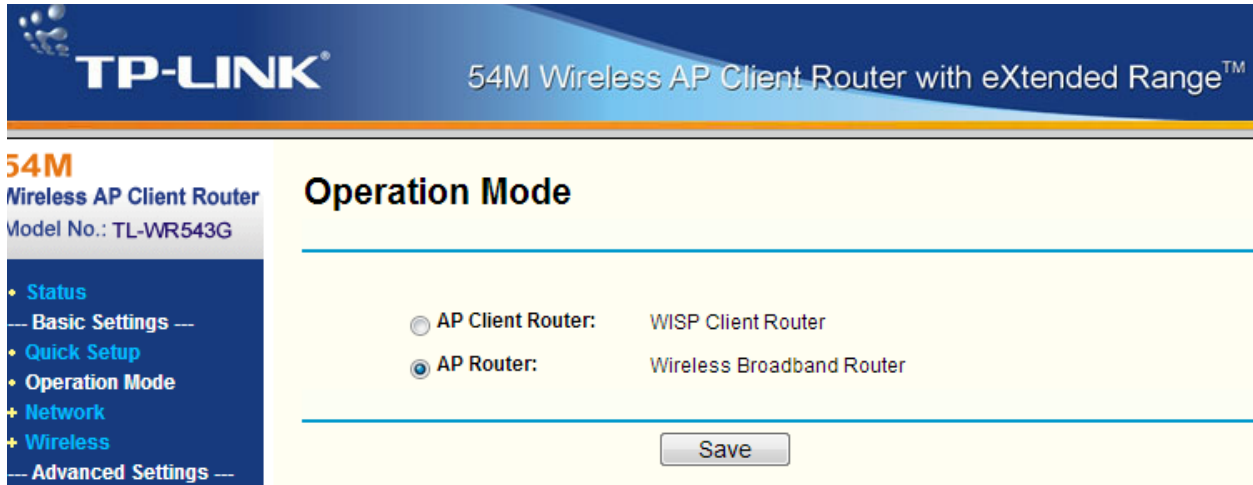 TP-LINK®
54M Wireless AP Client Router with eXtended Range™
54M
Wireless AP Client Router
Model No.: TL-WR543G
Operation Mode
• Status
--- Basic Settings ---
• Quick Setup
• Operation Mode
+ Network
+ Wireless
--- Advanced Settings ---
AP Client Router: WISP Client Router
AP Router: Wireless Broadband Router
Save